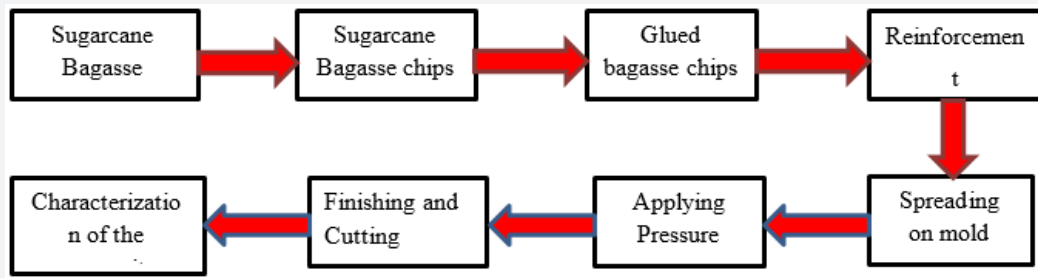 Sugarcane
Bagasse
Sugarcane
Bagasse chips
Glued
bagasse chips
Reinforcemen
t
Spreading
on mold
Applying
Pressure
Finishing and
Cutting
Characterizatio
n of the